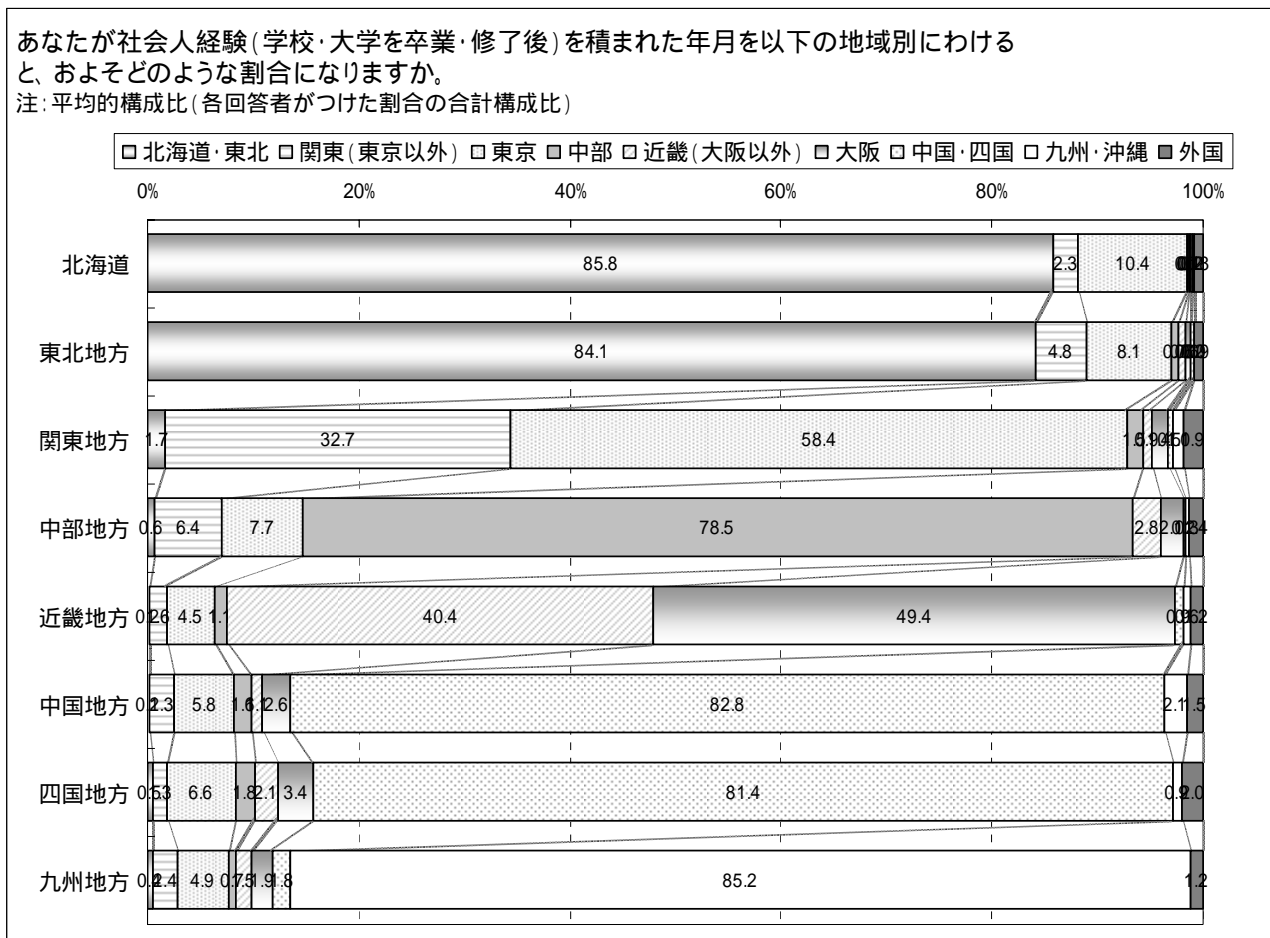 あなたが社会人経験(学校・大学を卒業・修了後)を積まれた年月を以下の地域別にわける
と、およそどのような割合になりますか。
注:平均的構成比(各回答者がつけた割合の合計構成比)
北海道・東北 関東(東京以外) 東京 中部 近畿(大阪以外) 大阪 中国・四国 九州・沖縄 外国
0% 20% 40% 60% 80% 100%
北海道 85.8 2.3 10.4
東北地方 84.1 4.8 8.1
関東地方 1.7 32.7 58.4
中部地方 0.6 6.4 7.7 78.5 2.8
近畿地方 4.5 1.1 40.4 49.4
中国地方 5.8 2.6 82.8 2.1 1.5
四国地方 6.6 1.8 2.1 3.4 81.4 0.9 2.0
九州地方 2.4 4.9 1.9 1.8 85.2 1.2